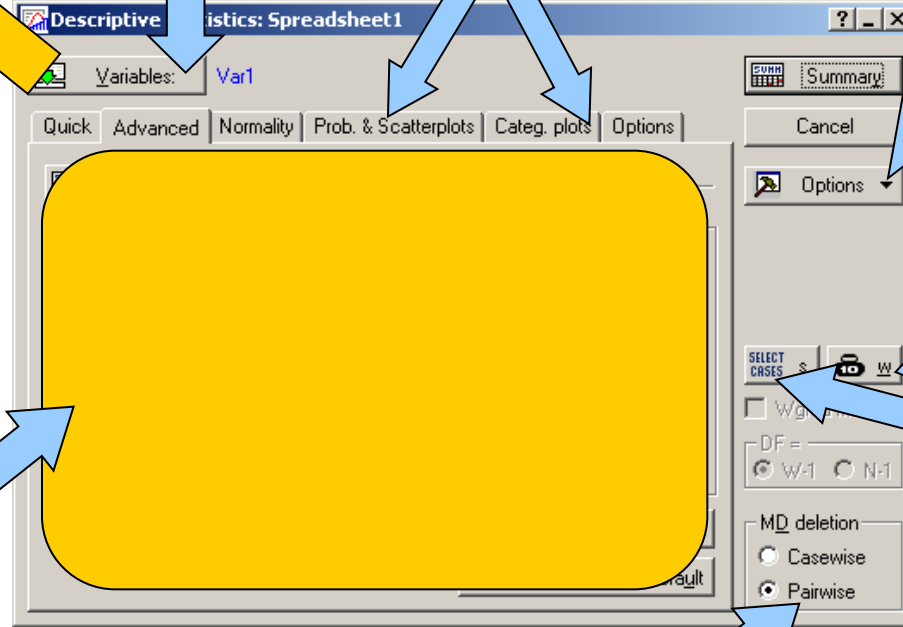 Descriptive istics: Spreadsheet1
Variables: Var1
Summary
Quick Advanced Normality Prob. & Scatterplots Categ. plots Options
Cancel
Options
SELECT CASES S W
DF =
W-1 N-1
MD deletion
Casewise
Pairwise